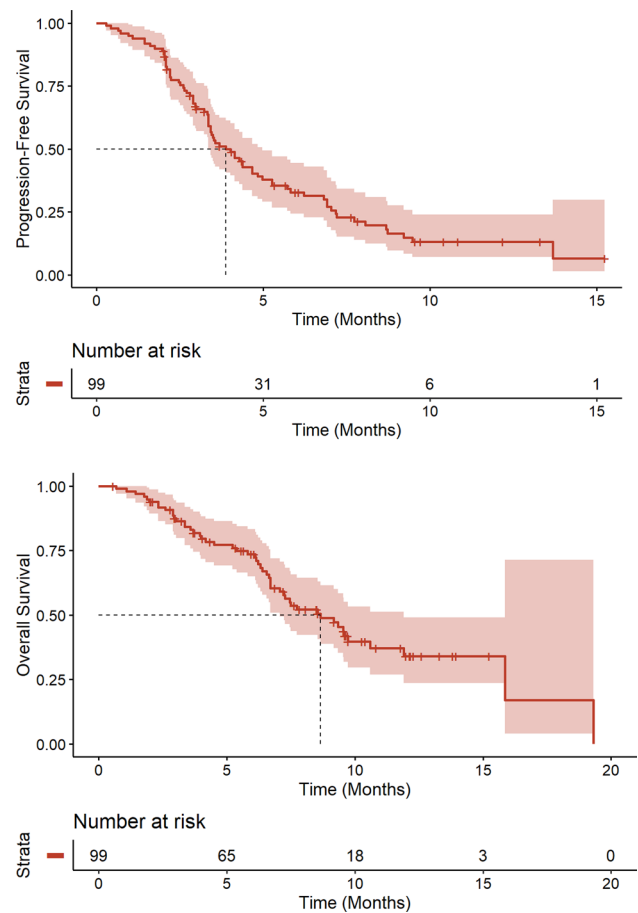 1.00
0.75
0.50
0.25
0.00
Progression-Free Survival
0 5 10 15
Time (Months)
Number at risk
Strata
99 31 6 1
0 5 10 15
Time (Months)
1.00
0.75
0.50
0.25
0.00
Overall Survival
0 5 10 15 20
Time (Months)
Number at risk
Strata
99 65 18 3 0
0 5 10 15 20
Time (Months)